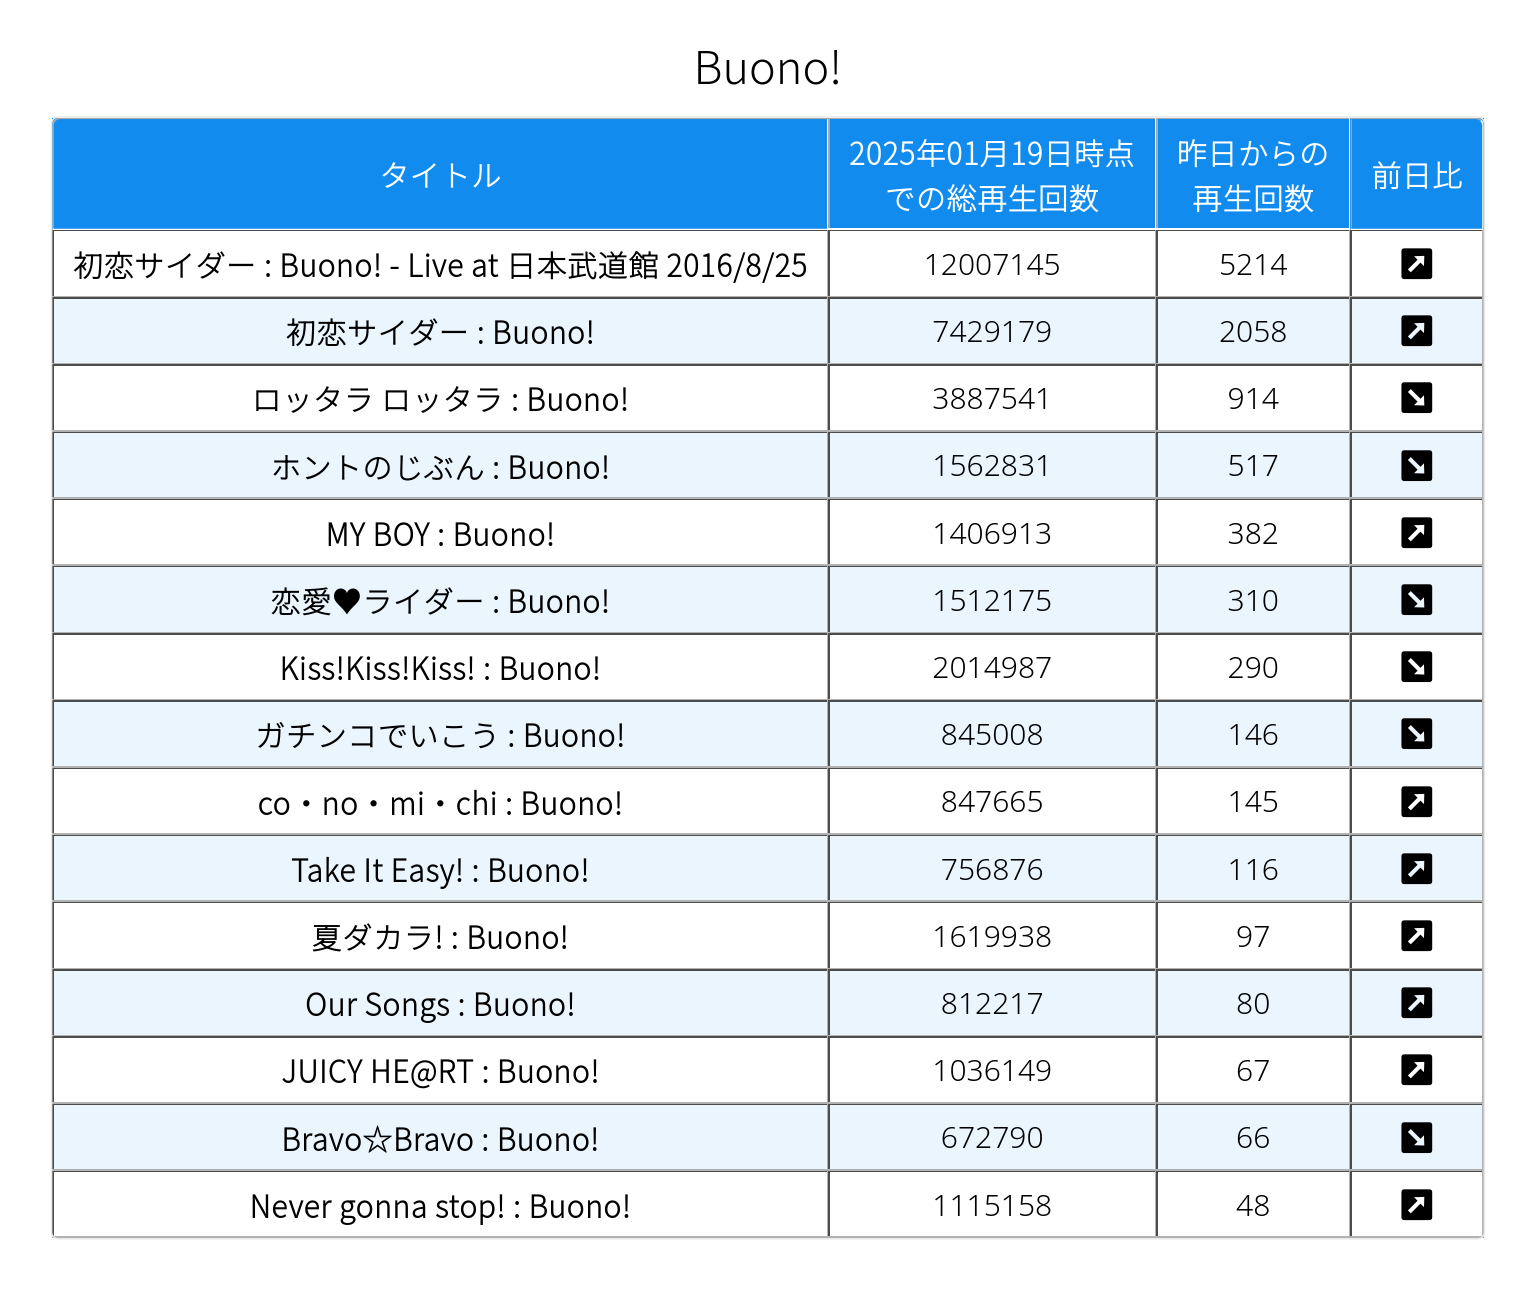 Buono!
タイトル 2025年01月19日時点 昨日からの 前日比
での総再生回数 再生回数
初恋サイダー : Buono! - Live at 日本武道館 2016/8/25 12007145 5214
初恋サイダー : Buono! 7429179 2058
ロッタラ ロッタラ : Buono! 3887541 914
ホントのじぶん : Buono! 1562831 517
MY BOY : Buono! 1406913 382
恋愛♥ライダー : Buono! 1512175 310
Kiss!Kiss!Kiss! : Buono! 2014987 290
ガチンコでいこう : Buono! 845008 146
co・no・mi・chi : Buono! 847665 145
Take It Easy! : Buono! 756876 116
夏ダカラ! : Buono! 1619938 97
Our Songs : Buono! 812217 80
JUICY HE@RT : Buono! 1036149 67
Bravo☆Bravo : Buono! 672790 66
Never gonna stop! : Buono! 1115158 48